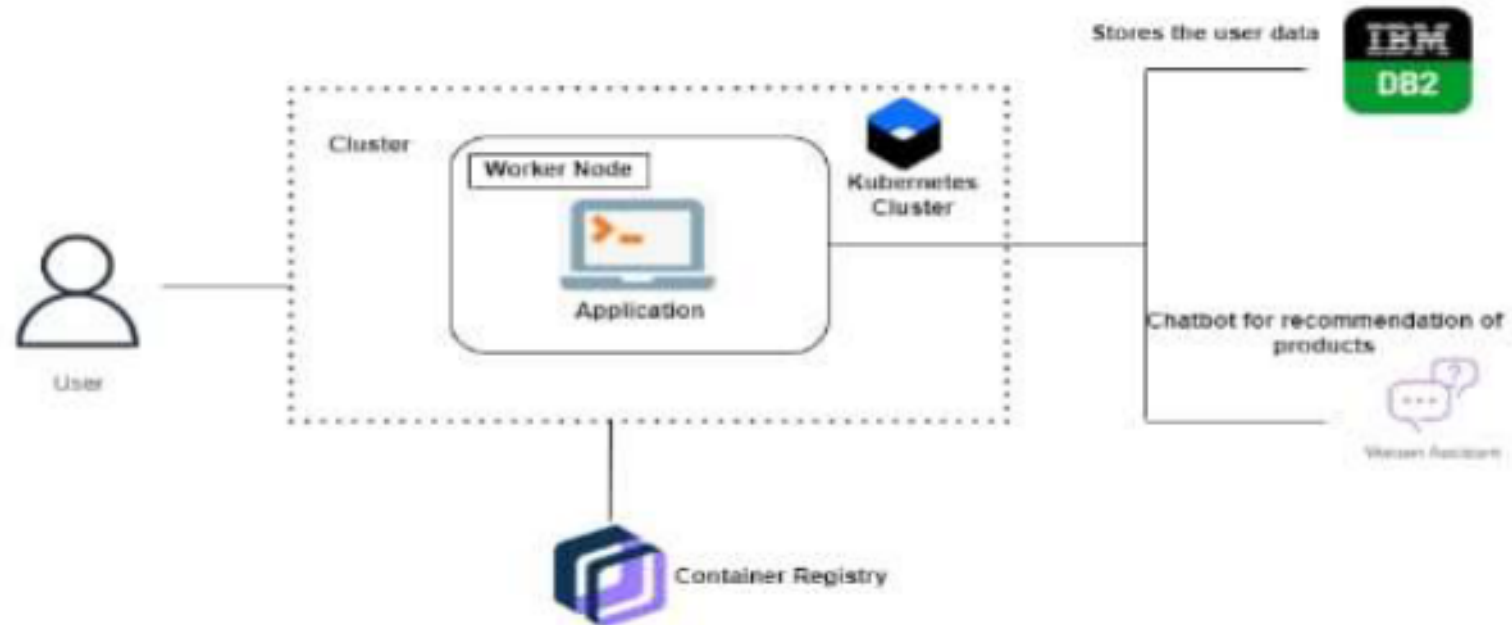 Stores the user data
IBM
DB2
Cluster
Worker Node
Kubernetes
Cluster
Application
User
Chatbot for recommendation of
products
Watson Assistant
Container Registry